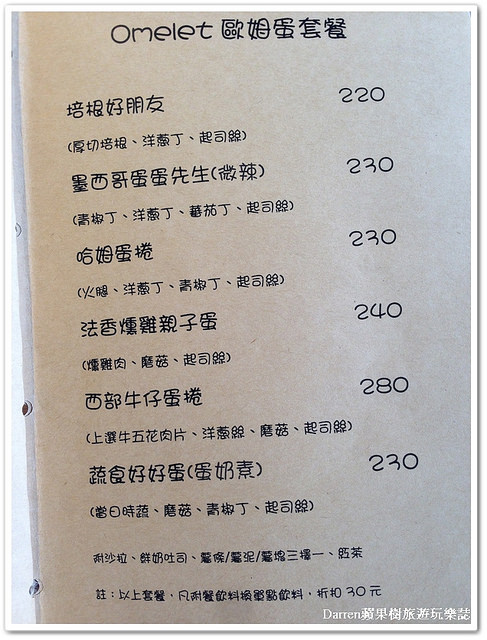 Omelet 歐姆蛋套餐
培根好朋友 220
(厚切培根、洋蔥丁、起司絲)
墨西哥蛋蛋先生(微辣) 230
(青椒丁、洋蔥丁、蕃茄丁、起司絲)
哈姆蛋捲 230
(火腿、洋蔥丁、青椒丁、起司絲)
法香燻雞親子蛋 240
(燻雞肉、磨菇、起司絲)
西部牛仔蛋捲 280
(上選牛五花肉片、洋蔥絲、磨菇、起司絲)
蔬食好好蛋(蛋奶素) 230
(當日時蔬、磨菇、青椒丁、起司絲)
附沙拉、鮮奶吐司、薯條/薯泥/薯塊三擇一、紅茶
註：以上套餐，凡附餐飲料換單點飲料，折扣30元
Darren蘋果樹旅遊玩樂誌